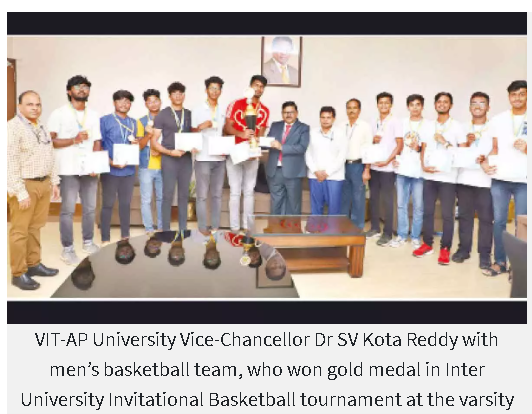 VIT-AP University Vice-Chancellor Dr SV Kota Reddy with
men’s basketball team, who won gold medal in Inter
University Invitational Basketball tournament at the varsity